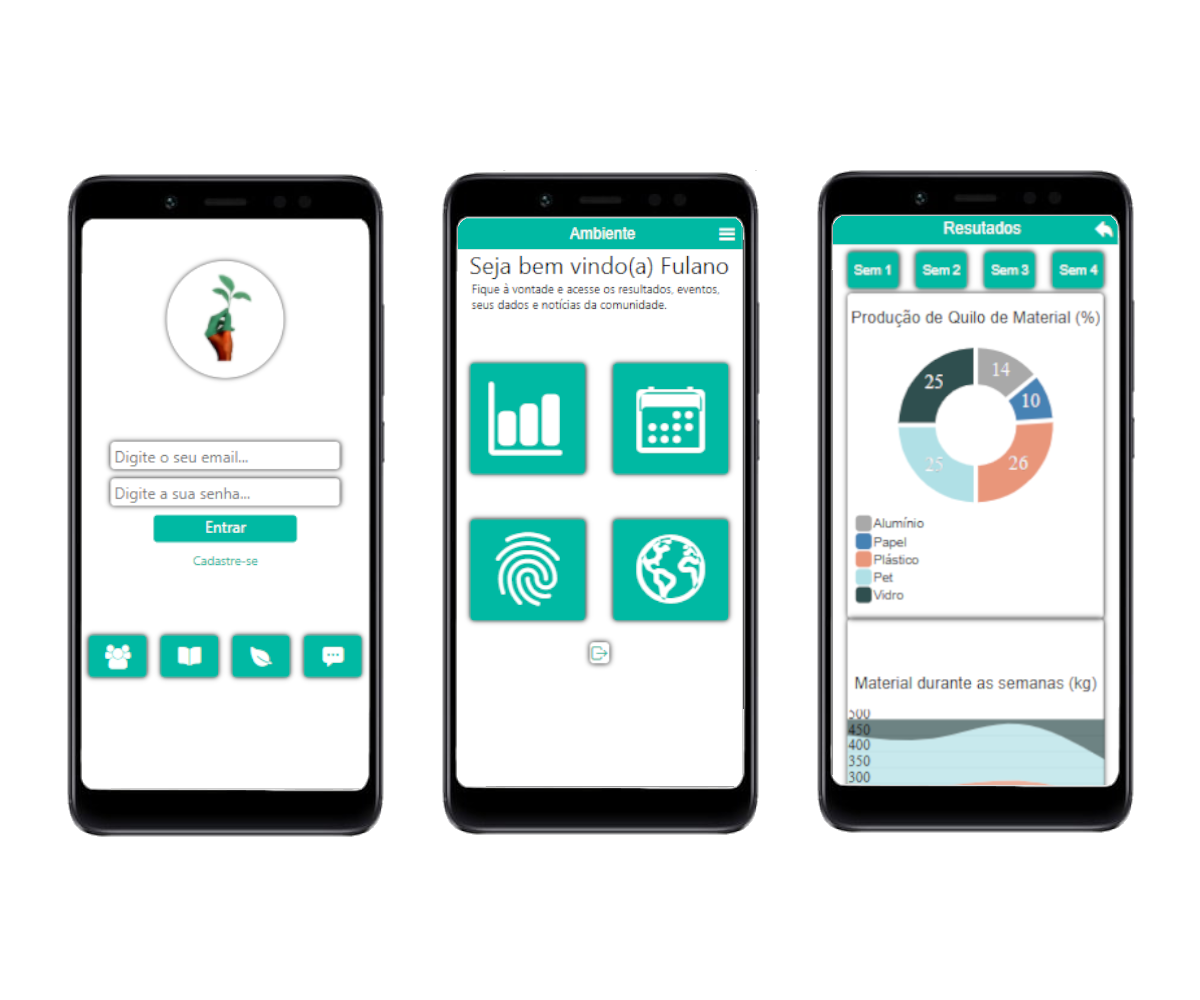 Digite o seu email...
Digite a sua senha...
Entrar
Cadastre-se
Ambiente
Seja bem vindo(a) Fulano
Fique à vontade e acesse os resultados, eventos,
seus dados e notícias da comunidade.
Resutados
Sem 1 Sem 2 Sem 3 Sem 4
Produção de Quilo de Material (%)
14
25
10
25
26
Alumínio
Papel
Plástico
Pet
Vidro
Material durante as semanas (kg)
500
450
400
350
300